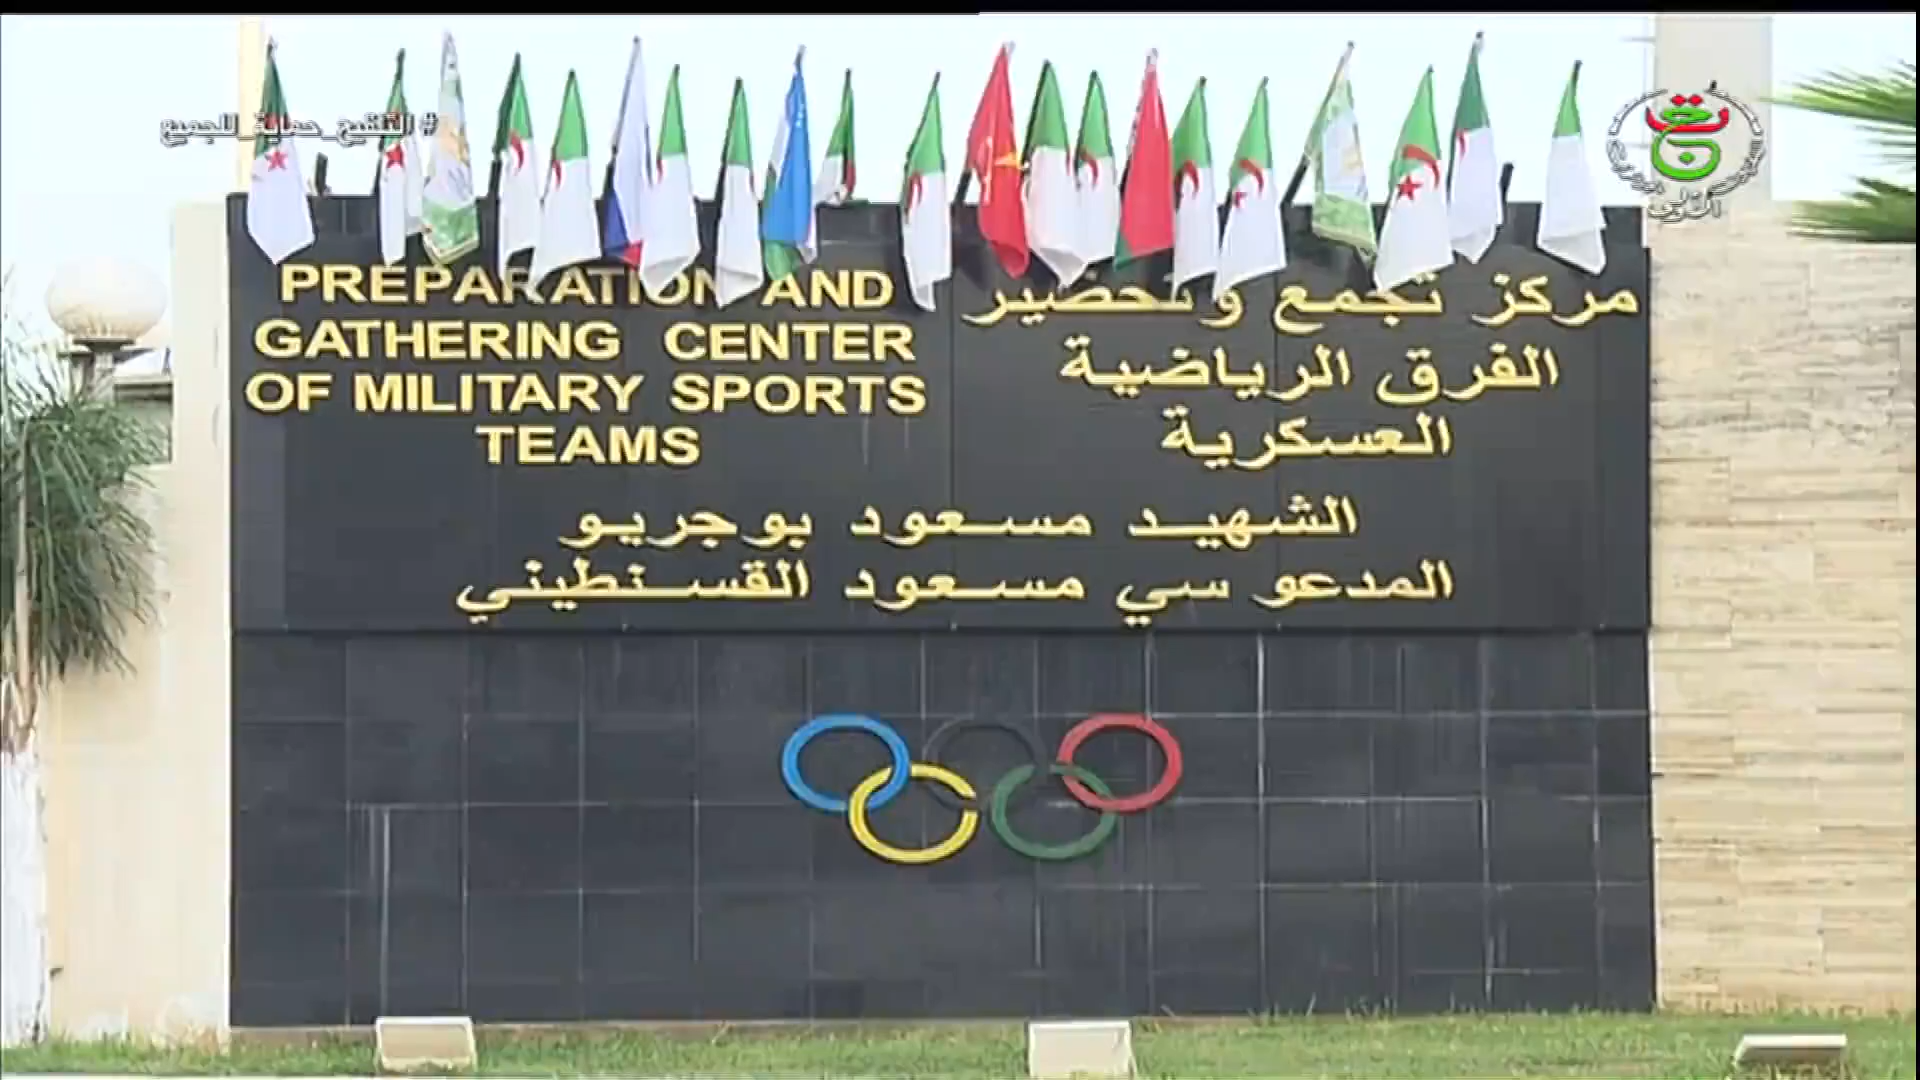 # التلقيح_حماية_للجميع
PREPARATION AND
GATHERING CENTER
OF MILITARY SPORTS
TEAMS
مركز تجمع وتحضير
الفرق الرياضية
العسكرية
الشهيد مسعود بوجريو
المدعو سي مسعود القسنطيني